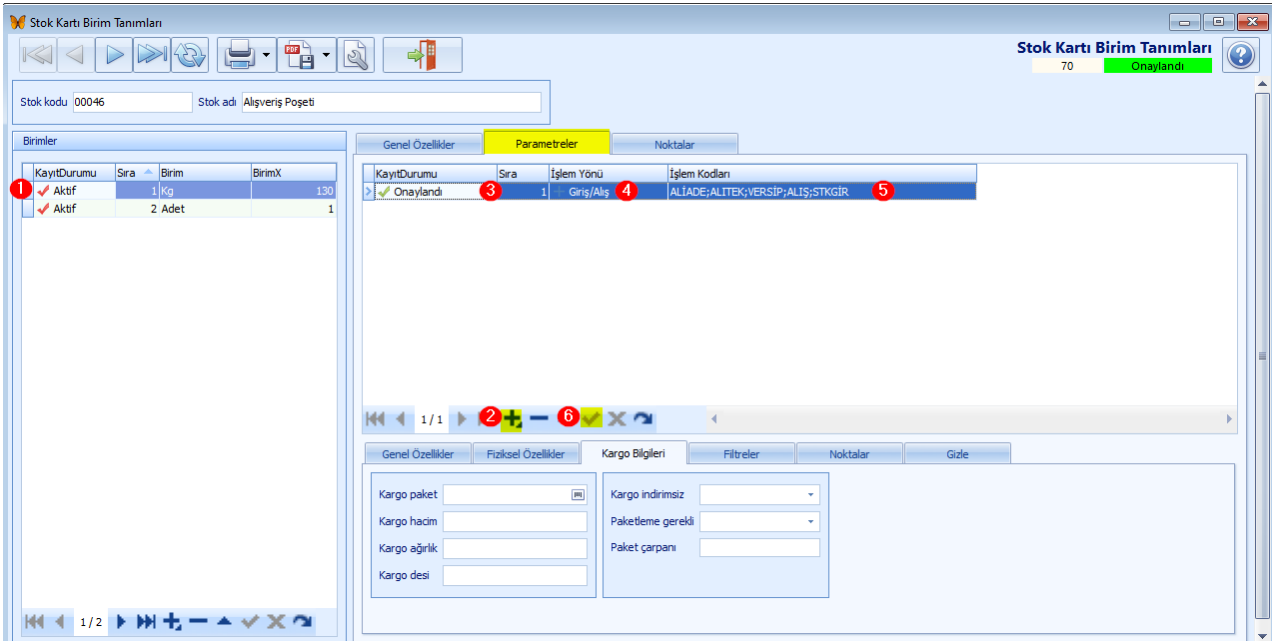 Stok Kartı Birim Tanımları
Stok Kartı Birim Tanımları
70 Onaylandı
Stok kodu 00046 Stok adı Alışveriş Poşeti
Birimler
KayıtDurumu Sıra Birim BirimX
1 Aktif 1 Kg 130
Aktif 2 Adet 1
1 / 2
Genel Özellikler Parametreler Noktalar
KayıtDurumu Sıra İşlem Yönü İşlem Kodları
Onaylandı 3 1 Giriş/Alış 4 ALİADE;ALITEK;VERSİP;ALIŞ;STKGİR 5
1 / 1 2 6
Genel Özellikler Fiziksel Özellikler Kargo Bilgileri Filtreler Noktalar Gizle
Kargo paket
Kargo hacim
Kargo ağırlık
Kargo desi
Kargo indirimsiz
Paketleme gerekli
Paket çarpanı